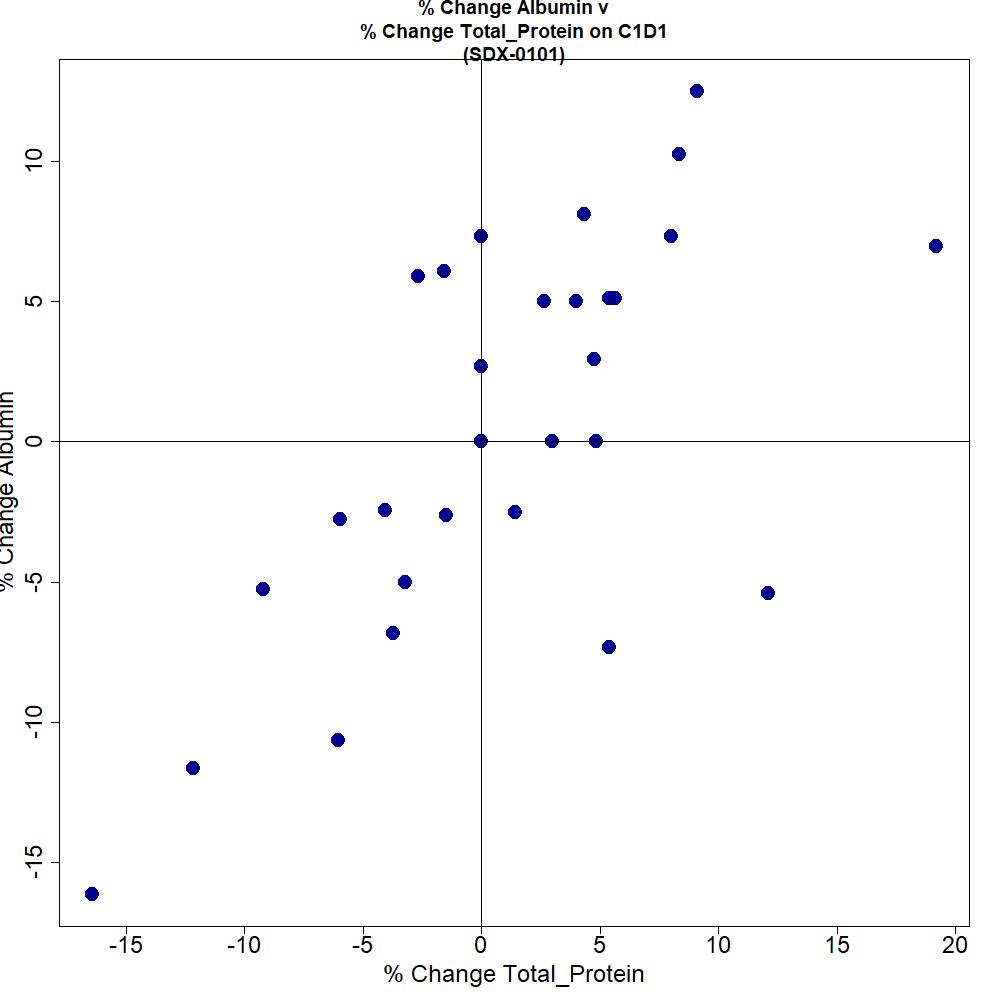 % Change Albumin v
% Change Total_Protein on C1D1
(SDX-0101)
% Change Albumin
10
5
0
-5
-10
-15
-15
-10
-5
0
5
10
15
20
% Change Total_Protein